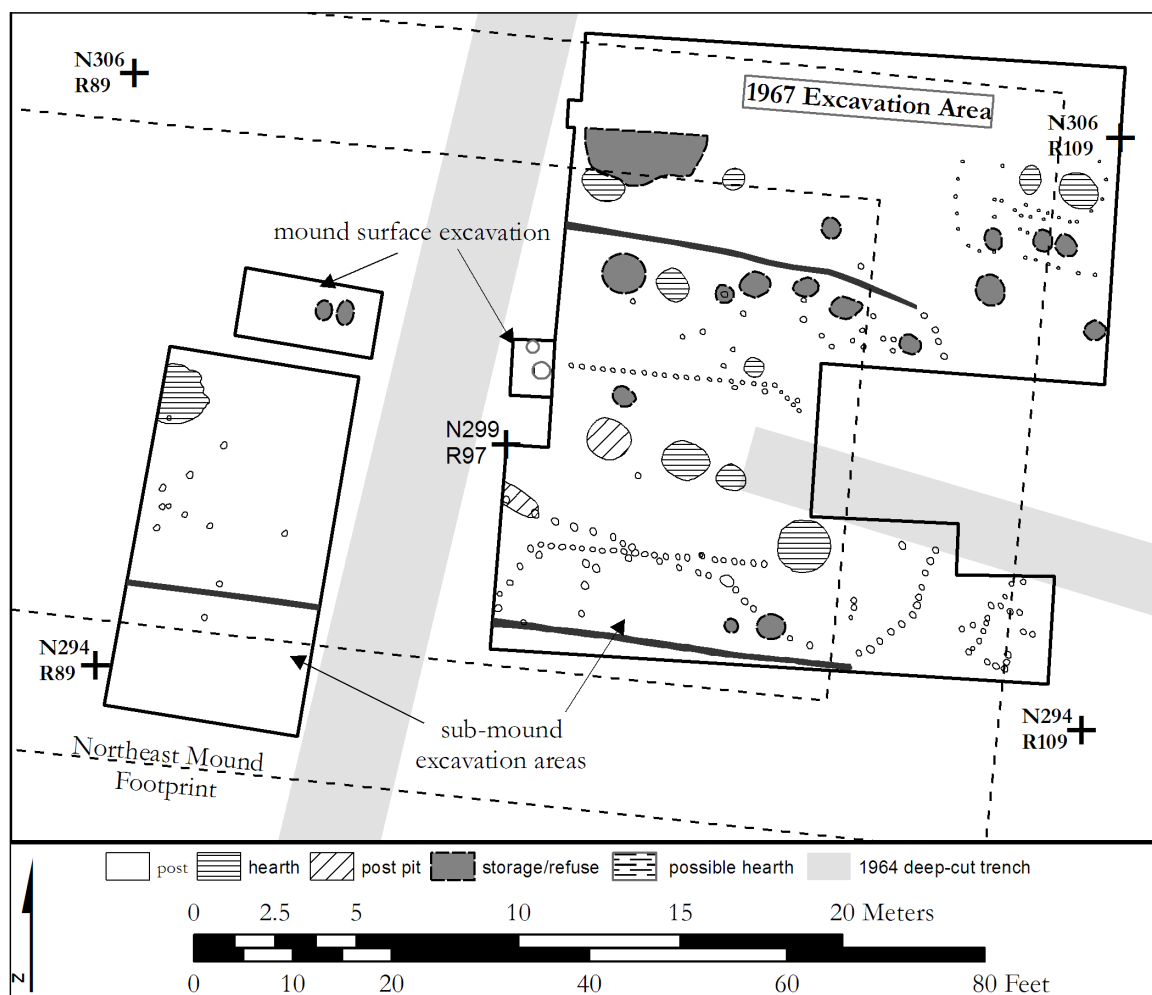 N306
R89
1967 Excavation Area
N306
R109
mound surface excavation
N299
R97
N294
R89
sub-mound
excavation areas
N294
R109
Northeast Mound
Footprint
post
hearth
post pit
storage/refuse
possible hearth
1964 deep-cut trench
0 2.5 5 10 15 20 Meters
0 10 20 40 60 80 Feet
N